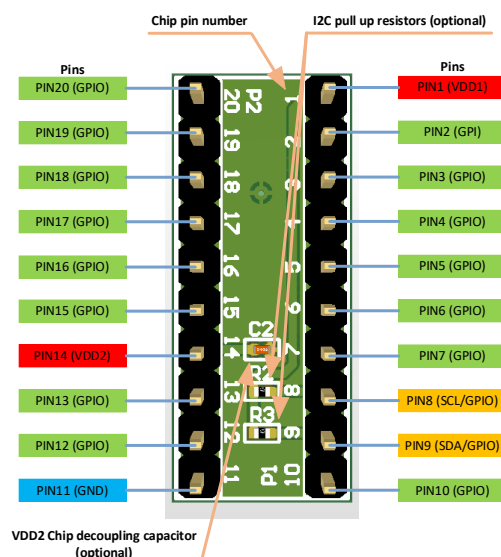 Chip pin number
I2C pull up resistors (optional)
Pins
Pins
PIN20 (GPIO)
PIN19 (GPIO)
PIN18 (GPIO)
PIN17 (GPIO)
PIN16 (GPIO)
PIN15 (GPIO)
PIN14 (VDD2)
PIN13 (GPIO)
PIN12 (GPIO)
PIN11 (GND)
20
19
18
17
16
15
14
13
12
11
P2
C2
R3
P1
1
2
3
4
5
6
7
8
9
10
PIN1 (VDD1)
PIN2 (GPI)
PIN3 (GPIO)
PIN4 (GPIO)
PIN5 (GPIO)
PIN6 (GPIO)
PIN7 (GPIO)
PIN8 (SCL/GPIO)
PIN9 (SDA/GPIO)
PIN10 (GPIO)
VDD2 Chip decoupling capacitor
(optional)